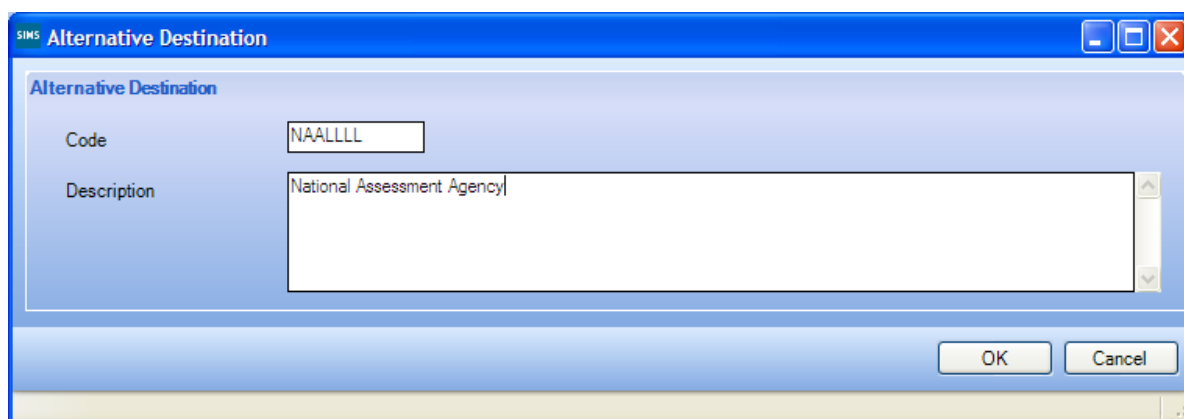 SIMS Alternative Destination
Alternative Destination
Code NAALLLL
Description National Assessment Agency
OK Cancel